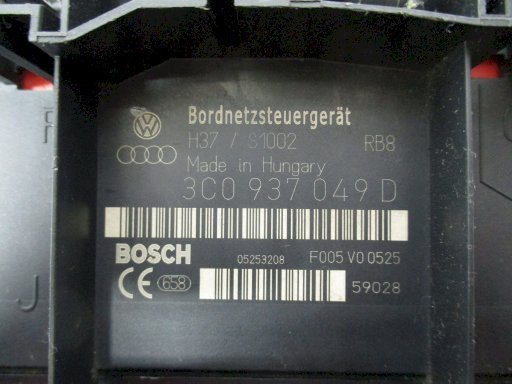 Bordnetzsteuergerät
H37 / S1002 RB8
Made in Hungary
3C0 937 049 D
BOSCH 05253208 F005 V0 0525
CE 658 59028
J